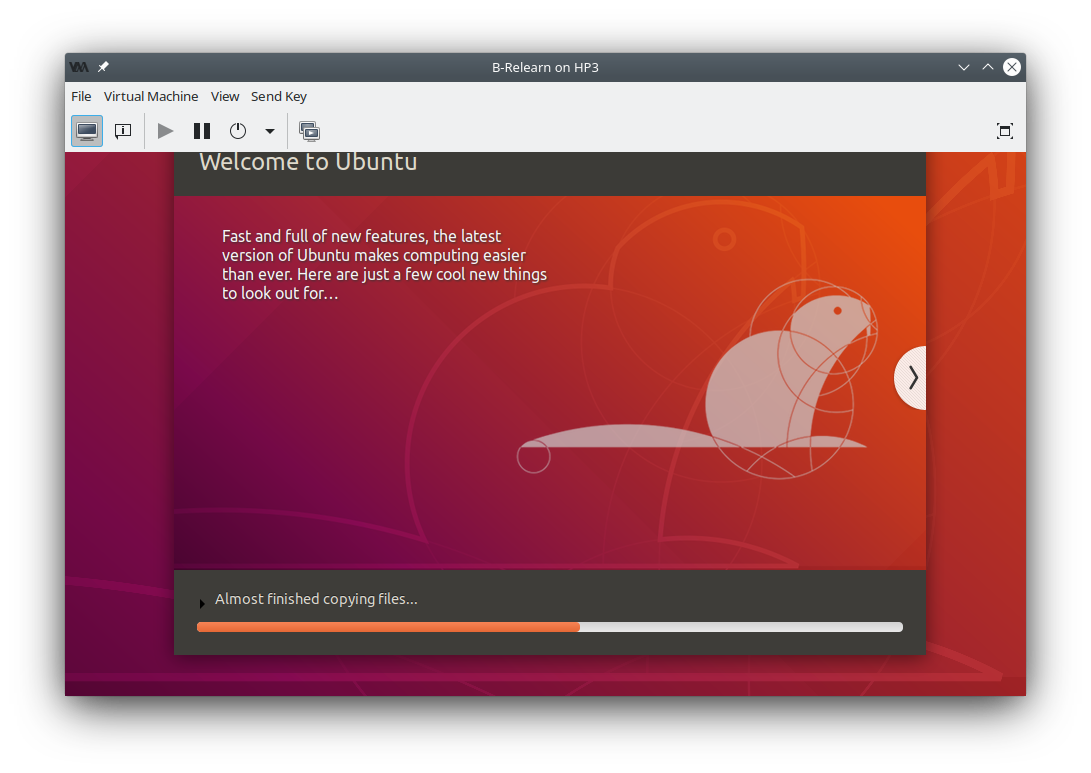 B-Relearn on HP3
File Virtual Machine View Send Key
Welcome to Ubuntu
Fast and full of new features, the latest
version of Ubuntu makes computing easier
than ever. Here are just a few cool new things
to look out for…
Almost finished copying files...